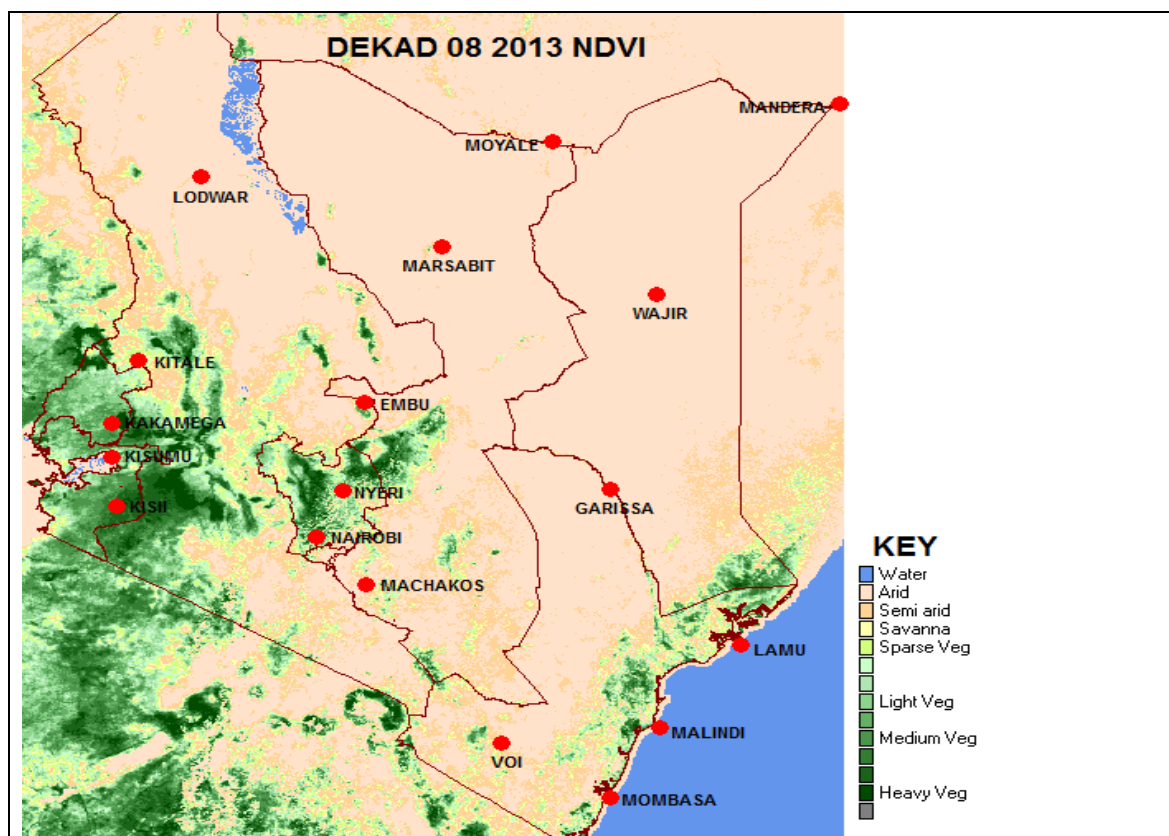 DEKAD 08 2013 NDVI
MANDERA
MOYALE
LODWAR
MARSABIT
WAJIR
KITALE
EMBU
KAKAMEGA
KISUMU
NYERI
KISII
GARISSA
NAIROBI
MACHAKOS
LAMU
MALINDI
VOI
MOMBASA
KEY
Water
Arid
Semi arid
Savanna
Sparse Veg
Light Veg
Medium Veg
Heavy Veg